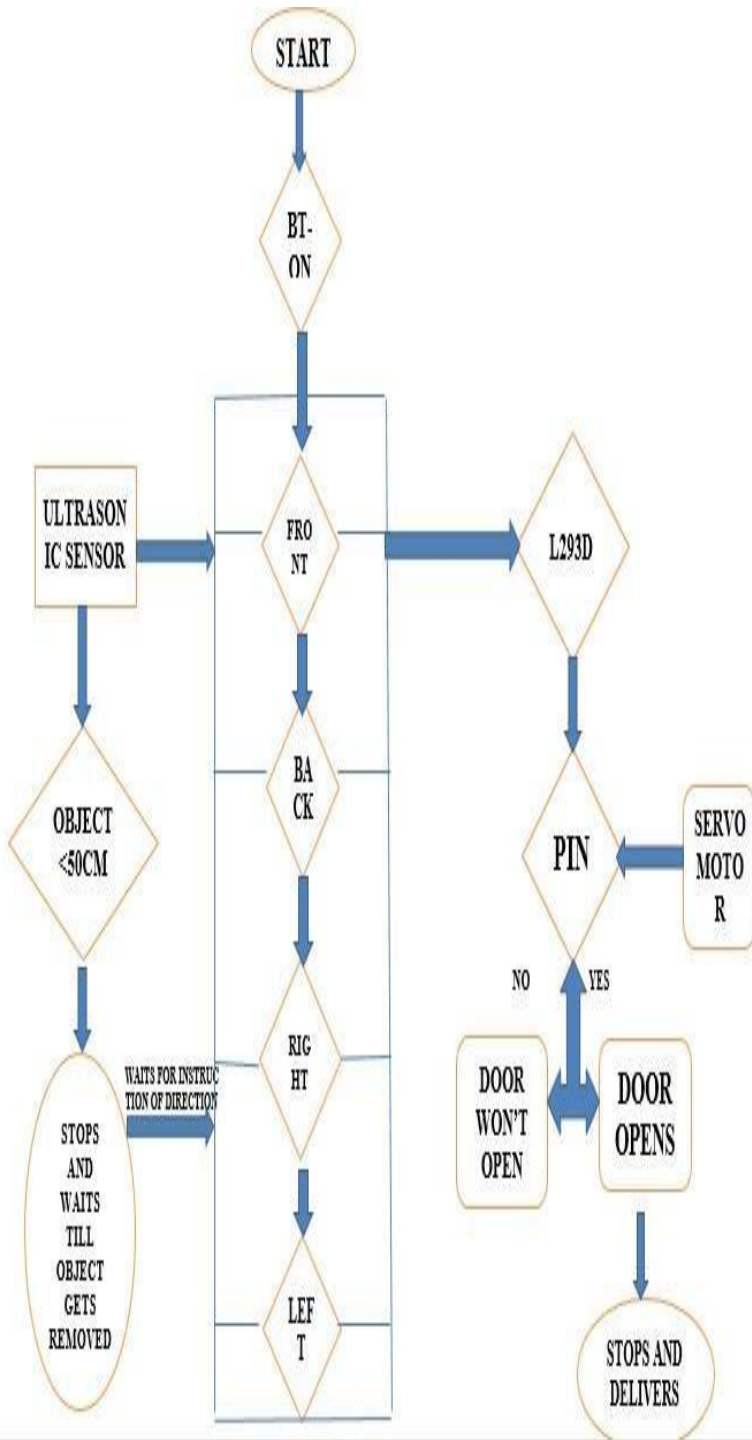 START
BT-
ON
ULTRASON
IC SENSOR
FRO
NT
L293D
OBJECT
<50CM
BA
CK
PIN
SERVO
MOTO
R
NO
YES
WAITS FOR INSTRUC
TION OF DIRECTION
STOPS
AND
WAITS
TILL
OBJECT
GETS
REMOVED
RIG
HT
DOOR
WON'T
OPEN
DOOR
OPENS
LEF
T
STOPS AND
DELIVERS